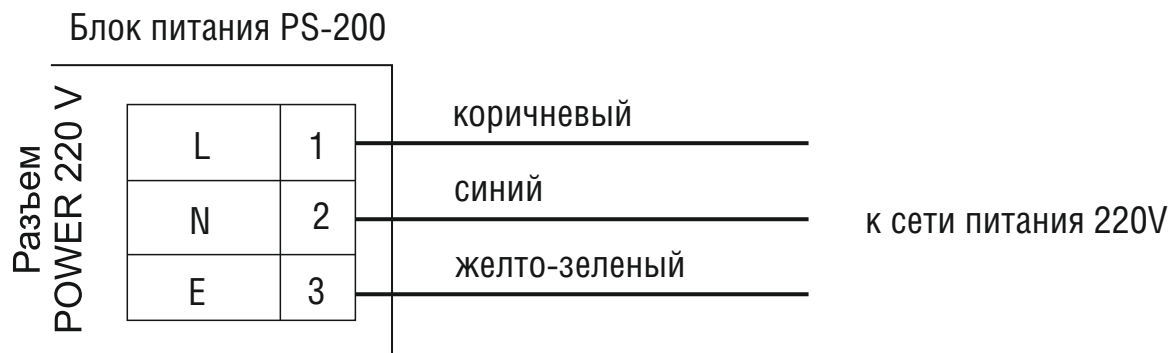 Блок питания PS-200
Разъем
POWER 220 V
L 1 коричневый
N 2 синий
E 3 желто-зеленый
к сети питания 220V